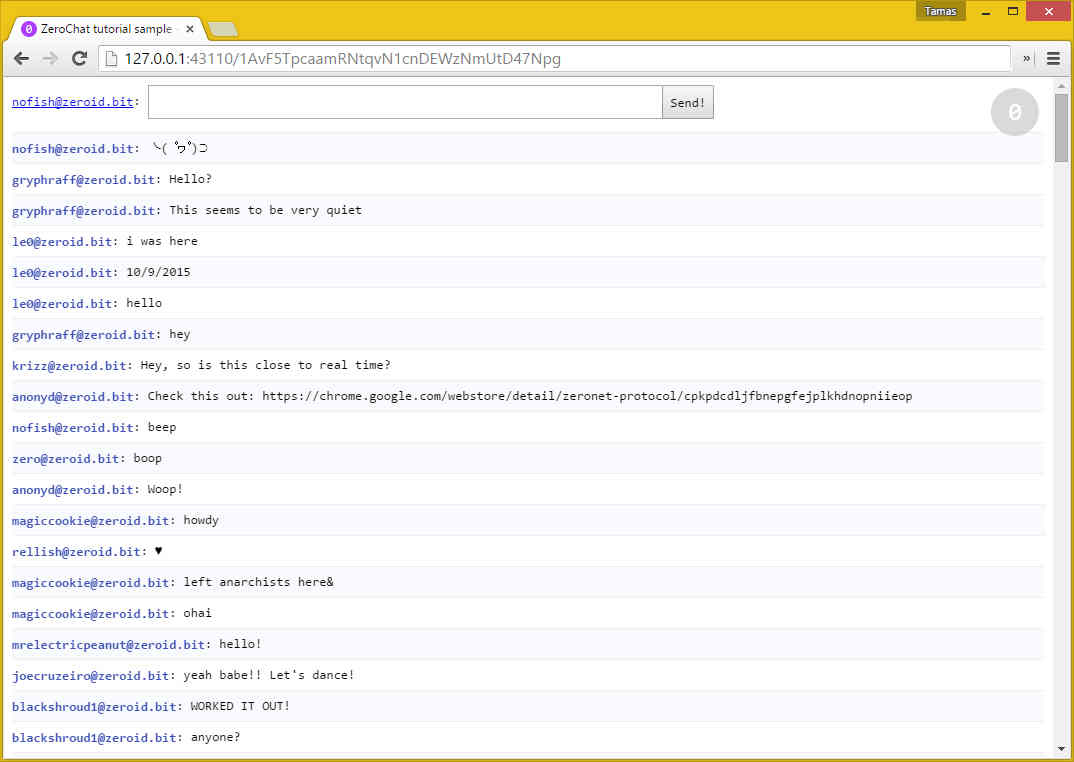 Tamas
0 ZeroChat tutorial sample
127.0.0.1:43110/1AvF5TpcaamRNtqvN1cnDEWzNmUtD47Npg
nofish@zeroid.bit: Send! 0
nofish@zeroid.bit: ╰( ﾟヮﾟ)⊃
gryphraff@zeroid.bit: Hello?
gryphraff@zeroid.bit: This seems to be very quiet
le0@zeroid.bit: i was here
le0@zeroid.bit: 10/9/2015
le0@zeroid.bit: hello
gryphraff@zeroid.bit: hey
krizz@zeroid.bit: Hey, so is this close to real time?
anonyd@zeroid.bit: Check this out: https://chrome.google.com/webstore/detail/zeronet-protocol/cpkpdcdljfbnepgfejplkhdnopniieop
nofish@zeroid.bit: beep
zero@zeroid.bit: boop
anonyd@zeroid.bit: Woop!
magiccookie@zeroid.bit: howdy
rellish@zeroid.bit: ♥
magiccookie@zeroid.bit: left anarchists here&
magiccookie@zeroid.bit: ohai
mrelectricpeanut@zeroid.bit: hello!
joecruzeiro@zeroid.bit: yeah babe!! Let's dance!
blackshroud1@zeroid.bit: WORKED IT OUT!
blackshroud1@zeroid.bit: anyone?